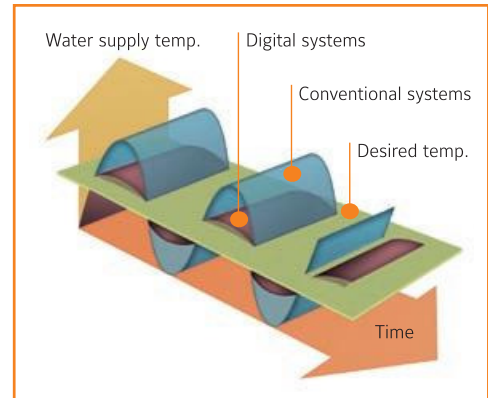 Water supply temp.
Digital systems
Conventional systems
Desired temp.
Time